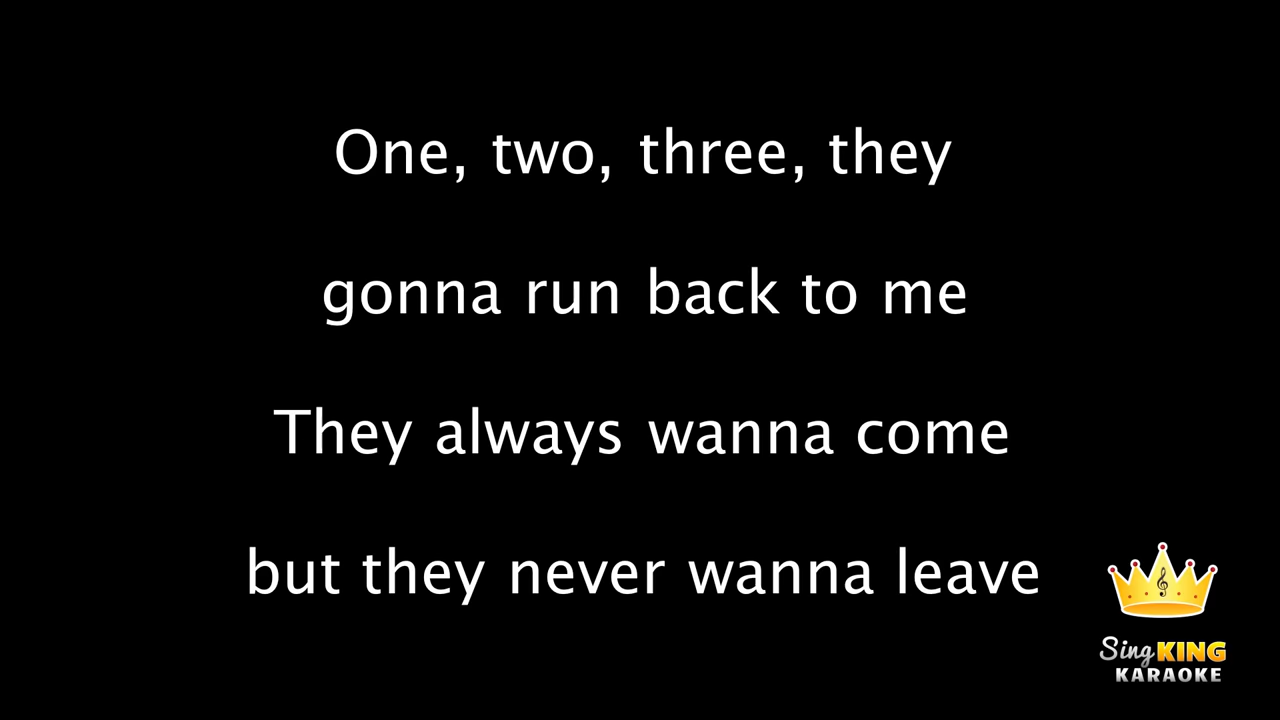 One, two, three, they
gonna run back to me
They always wanna come
but they never wanna leave
Sing KING
KARAOKE